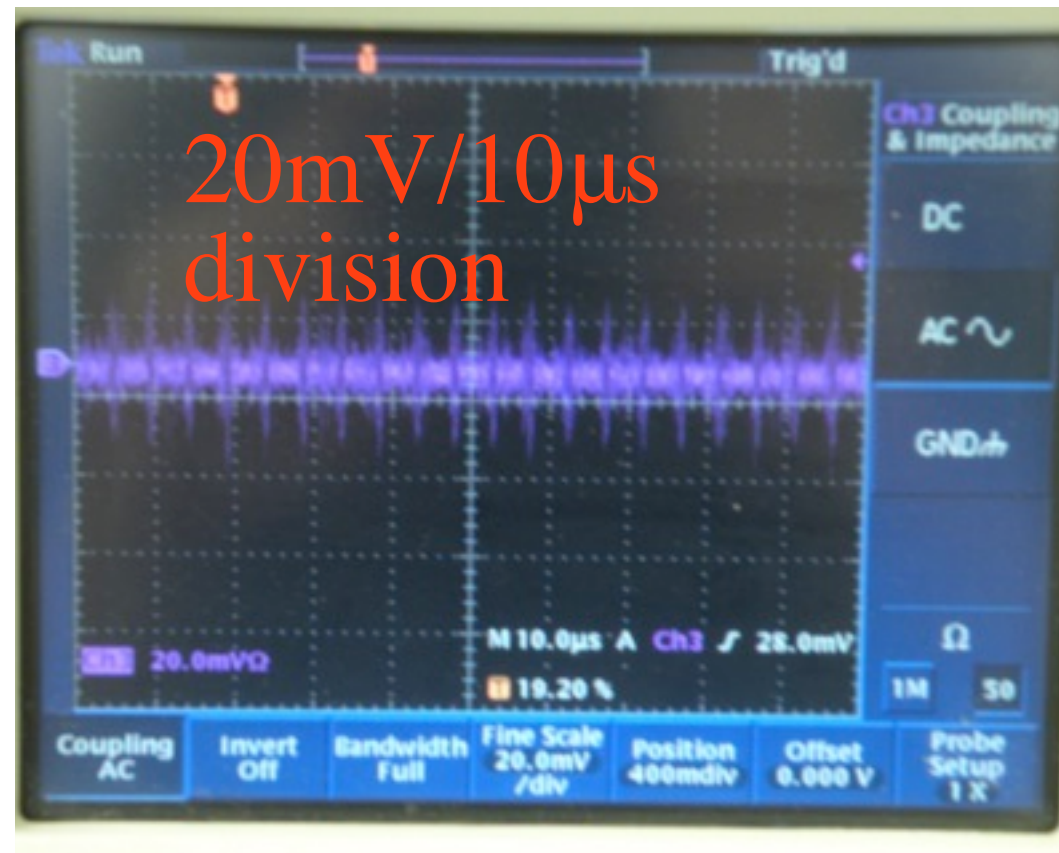 Tek Run
Trig'd
20mV/10µs
division
Ch3 Coupling
& Impedance
DC
AC
GND
Ω
1M 50
Ch3 20.0mVΩ
M 10.0µs A Ch3 28.0mV
19.20 %
Coupling
AC
Invert
Off
Bandwidth
Full
Fine Scale
20.0mV
/div
Position
400mdiv
Offset
0.000 V
Probe
Setup
1 X